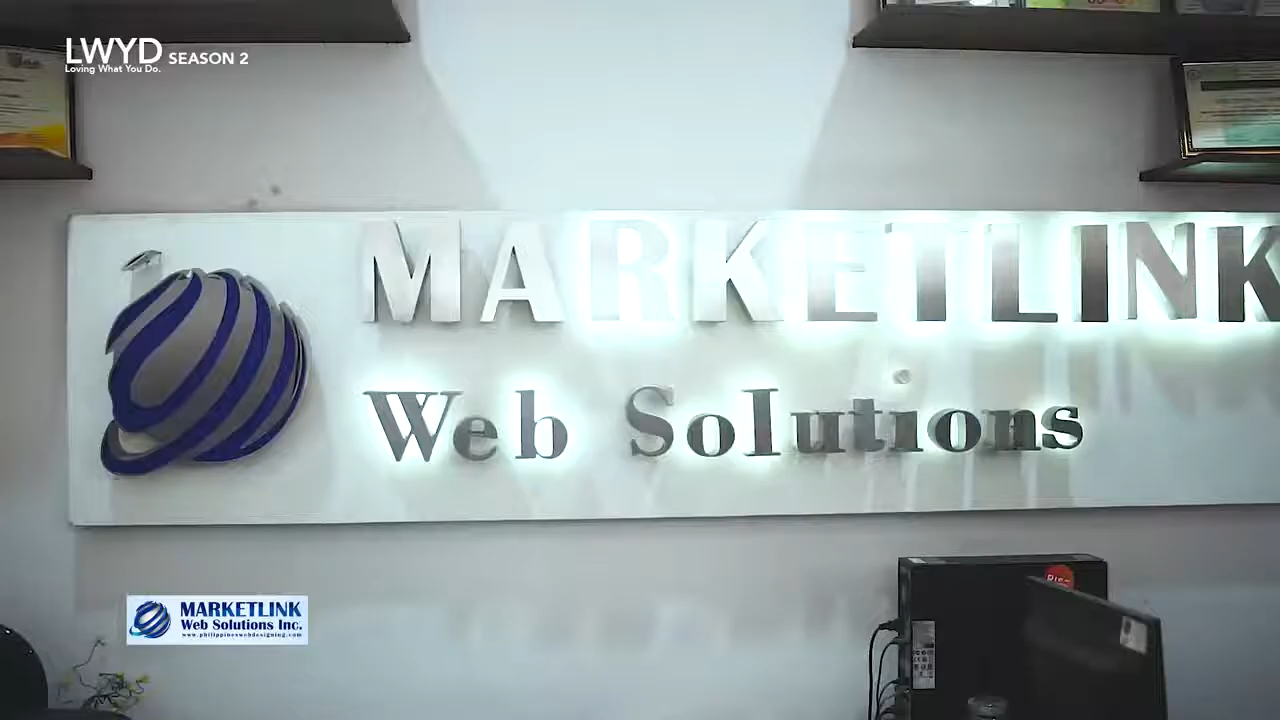 LWYD SEASON 2
Loving What You Do.
MARKETLINK
Web Solutions
MARKETLINK
Web Solutions Inc.
www.philippineswebdesigning.com